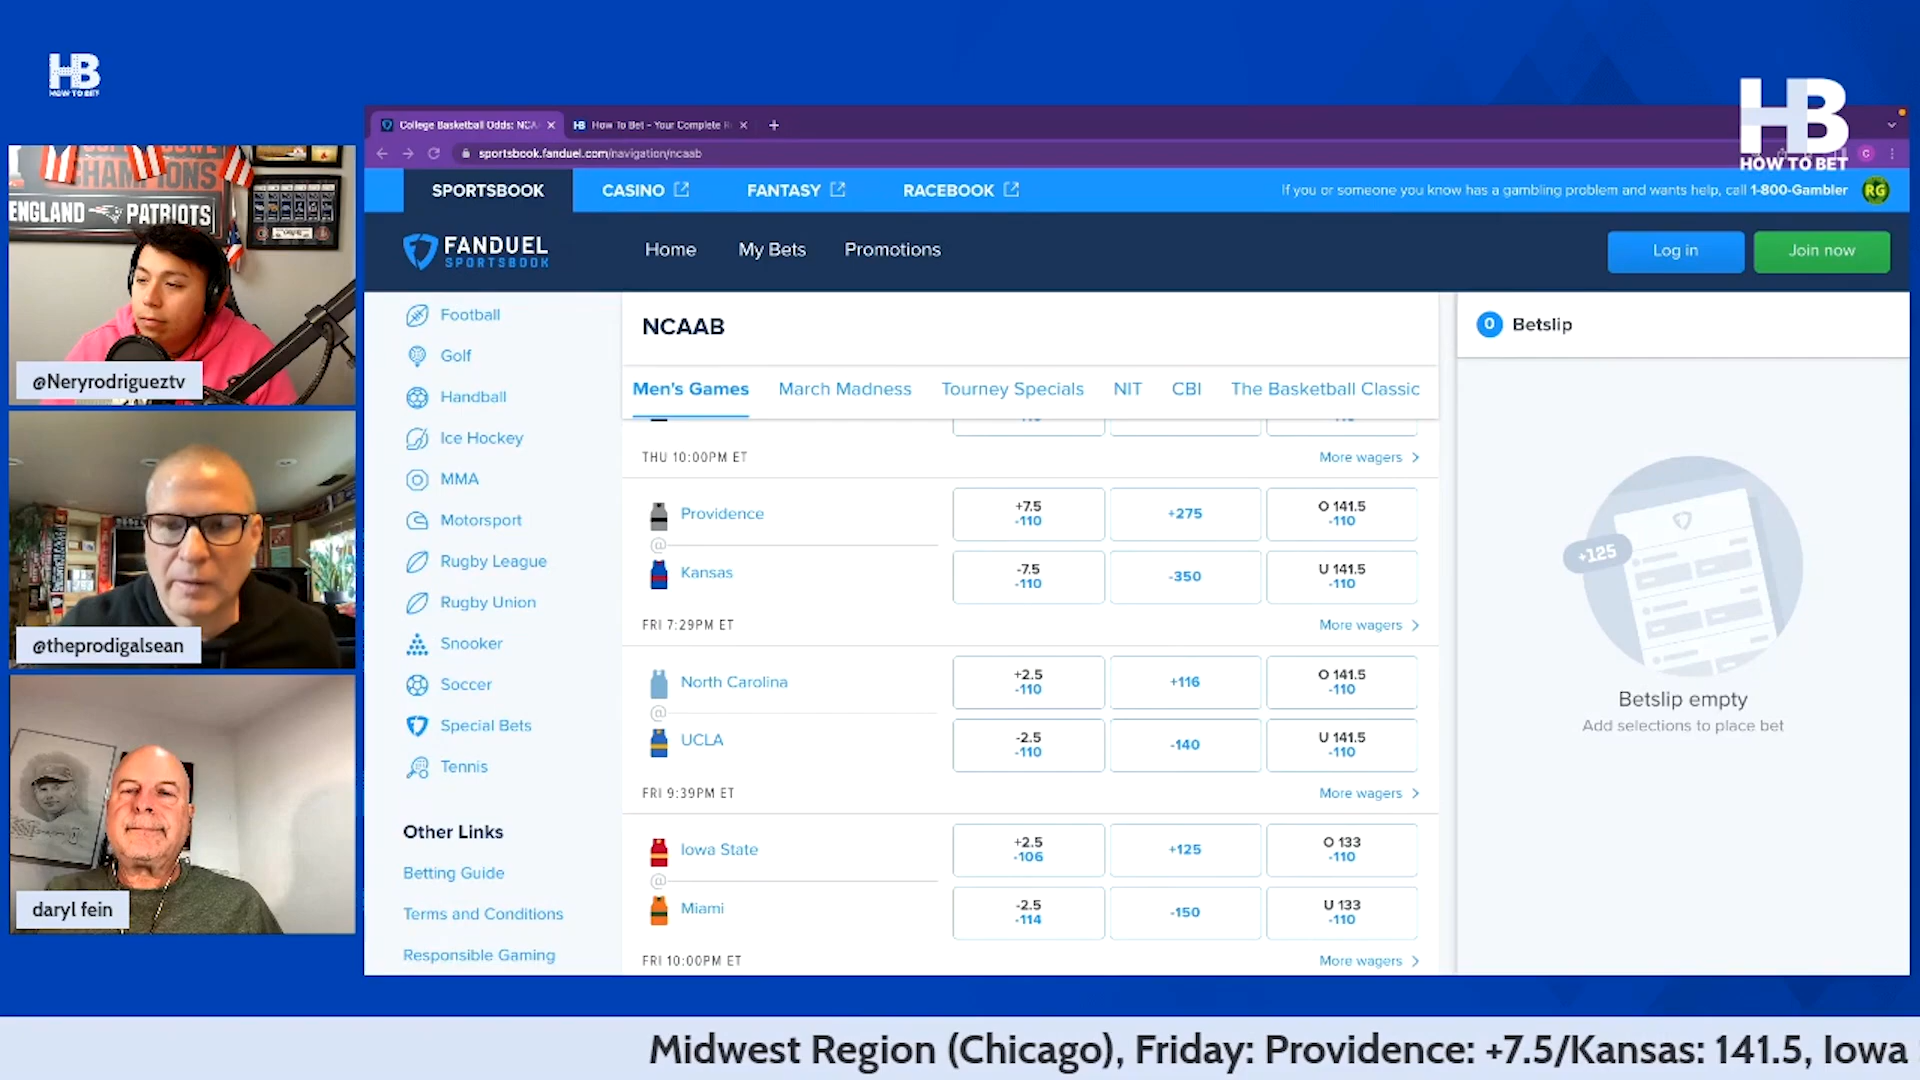 HB
HOW TO BET
HB
HOW TO BET
CHAMPIONS
ENGLAND PATRIOTS
@Neryrodrigueztv
@theprodigalsean
daryl fein
College Basketball Odds: NCA
How To Bet - Your Complete R
sportsbook.fanduel.com/navigation/ncaab
SPORTSBOOK
CASINO
FANTASY
RACEBOOK
If you or someone you know has a gambling problem and wants help, call 1-800-Gambler
RG
FANDUEL
SPORTSBOOK
Home
My Bets
Promotions
Log in
Join now
Football
Golf
Handball
Ice Hockey
MMA
Motorsport
Rugby League
Rugby Union
Snooker
Soccer
Special Bets
Tennis
Other Links
Betting Guide
Terms and Conditions
Responsible Gaming
NCAAB
Men's Games
March Madness
Tourney Specials
NIT
CBI
The Basketball Classic
THU 10:00PM ET
More wagers
Providence
+7.5
-110
+275
O 141.5
-110
@
Kansas
-7.5
-110
-350
U 141.5
-110
FRI 7:29PM ET
More wagers
North Carolina
+2.5
-110
+116
O 141.5
-110
@
UCLA
-2.5
-110
-140
U 141.5
-110
FRI 9:39PM ET
More wagers
Iowa State
+2.5
-106
+125
O 133
-110
@
Miami
-2.5
-114
-150
U 133
-110
FRI 10:00PM ET
More wagers
0 Betslip
+125
Betslip empty
Add selections to place bet
Midwest Region (Chicago), Friday: Providence: +7.5/Kansas: 141.5, Iowa